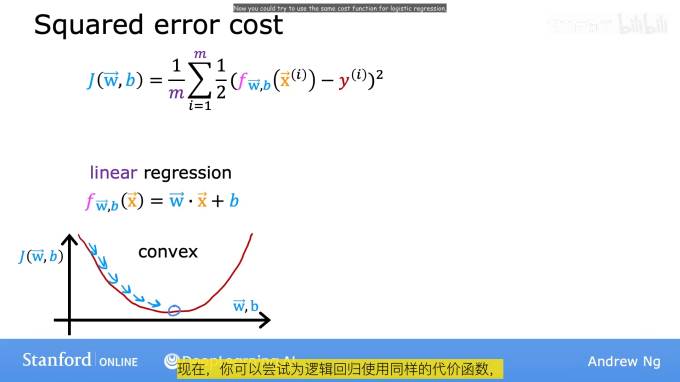 Now you could try to use the same cost function for logistic regression,
Squared error cost
bilibili
J(w⃗, b) = 1/m ∑_{i=1}^{m} 1/2 (f_{w⃗,b}(x⃗^{(i)}) − y^{(i)})²
linear regression
f_{w⃗,b}(x⃗) = w⃗ · x⃗ + b
J(w⃗, b)
convex
w⃗, b
Stanford | ONLINE
Andrew Ng
现在，你可以尝试为逻辑回归使用同样的代价函数，